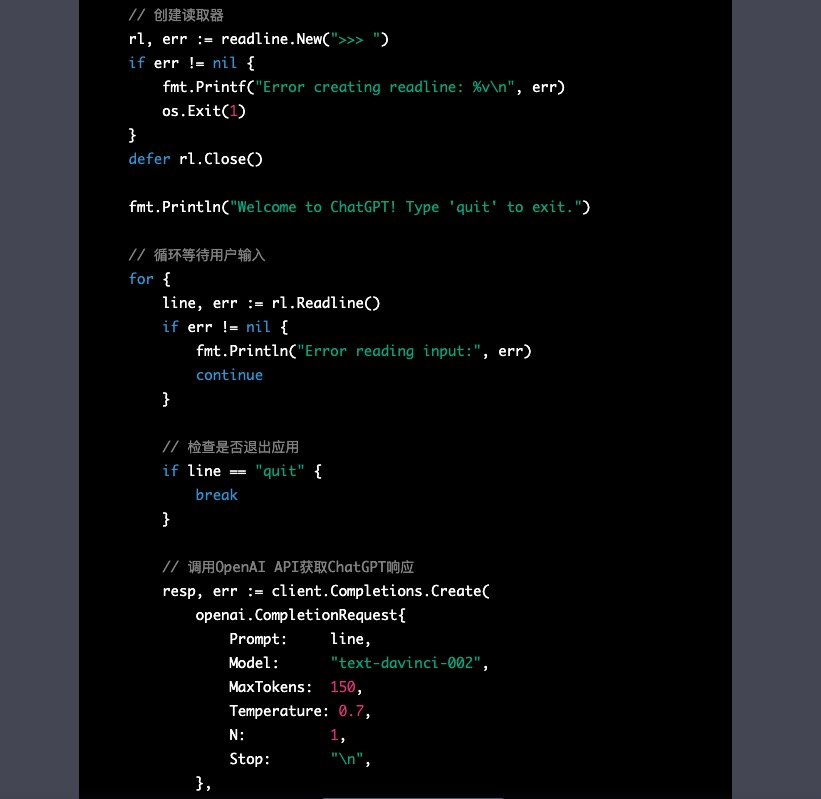 // 创建读取器
rl, err := readline.New(">>> ")
if err != nil {
    fmt.Printf("Error creating readline: %v\n", err)
    os.Exit(1)
}
defer rl.Close()

fmt.Println("Welcome to ChatGPT! Type 'quit' to exit.")

// 循环等待用户输入
for {
    line, err := rl.Readline()
    if err != nil {
        fmt.Println("Error reading input:", err)
        continue
    }

    // 检查是否退出应用
    if line == "quit" {
        break
    }

    // 调用OpenAI API获取ChatGPT响应
    resp, err := client.Completions.Create(
        openai.CompletionRequest{
            Prompt:     line,
            Model:      "text-davinci-002",
            MaxTokens:  150,
            Temperature: 0.7,
            N:          1,
            Stop:       "\n",
        },